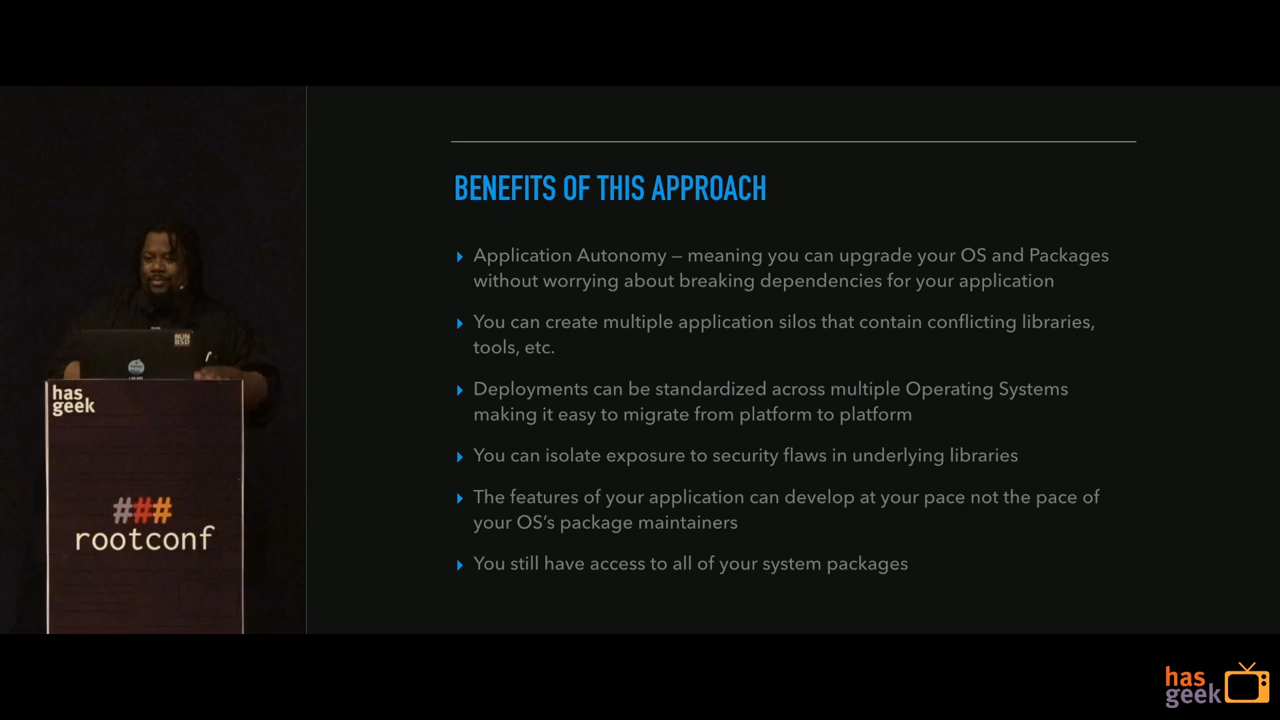 BENEFITS OF THIS APPROACH
Application Autonomy – meaning you can upgrade your OS and Packages
without worrying about breaking dependencies for your application
You can create multiple application silos that contain conflicting libraries,
tools, etc.
Deployments can be standardized across multiple Operating Systems
making it easy to migrate from platform to platform
You can isolate exposure to security flaws in underlying libraries
The features of your application can develop at your pace not the pace of
your OS’s package maintainers
You still have access to all of your system packages
RUN
BSD
has
geek
###
rootconf
has
geek